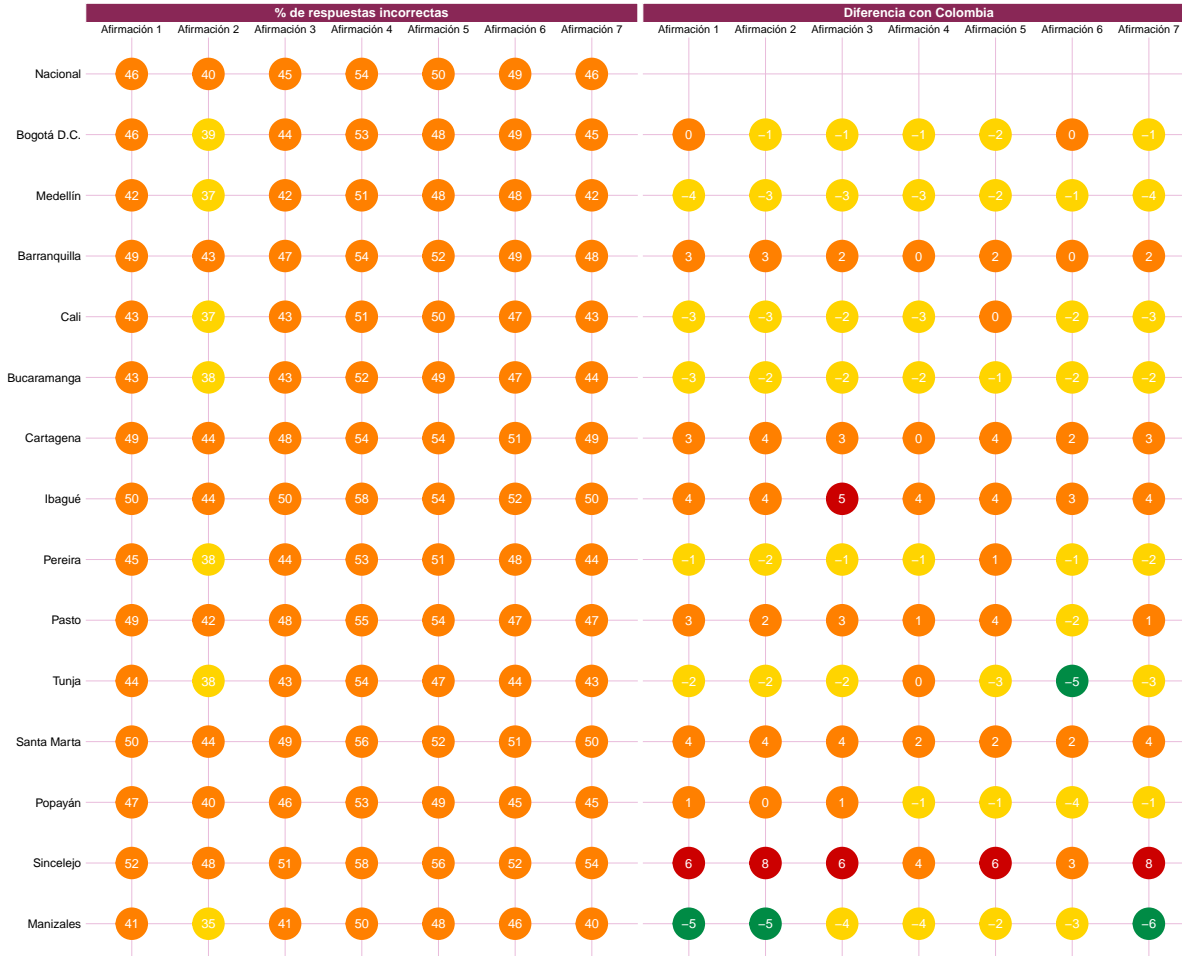 % de respuestas incorrectas Diferencia con Colombia
Afirmación 1 Afirmación 2 Afirmación 3 Afirmación 4 Afirmación 5 Afirmación 6 Afirmación 7 Afirmación 1 Afirmación 2 Afirmación 3 Afirmación 4 Afirmación 5 Afirmación 6 Afirmación 7
Nacional 46 40 45 54 50 49 46
Bogotá D.C. 46 39 44 53 48 49 45 0 −1 −1 −1 −2 0 −1
Medellín 42 37 42 51 48 48 42 −4 −3 −3 −3 −2 −1 −4
Barranquilla 49 43 47 54 52 49 48 3 3 2 0 2 0 2
Cali 43 37 43 51 50 47 43 −3 −3 −2 −3 0 −2 −3
Bucaramanga 43 38 43 52 49 47 44 −3 −2 −2 −2 −1 −2 −2
Cartagena 49 44 48 54 54 51 49 3 4 3 0 4 2 3
Ibagué 50 44 50 58 54 52 50 4 4 5 4 4 3 4
Pereira 45 38 44 53 51 48 44 −1 −2 −1 −1 1 −1 −2
Pasto 49 42 48 55 54 47 47 3 2 3 1 4 −2 1
Tunja 44 38 43 54 47 44 43 −2 −2 −2 0 −3 −5 −3
Santa Marta 50 44 49 56 52 51 50 4 4 4 2 2 2 4
Popayán 47 40 46 53 49 45 45 1 0 1 −1 −1 −4 −1
Sincelejo 52 48 51 58 56 52 54 6 8 6 4 6 3 8
Manizales 41 35 41 50 48 46 40 −5 −5 −4 −4 −2 −3 −6